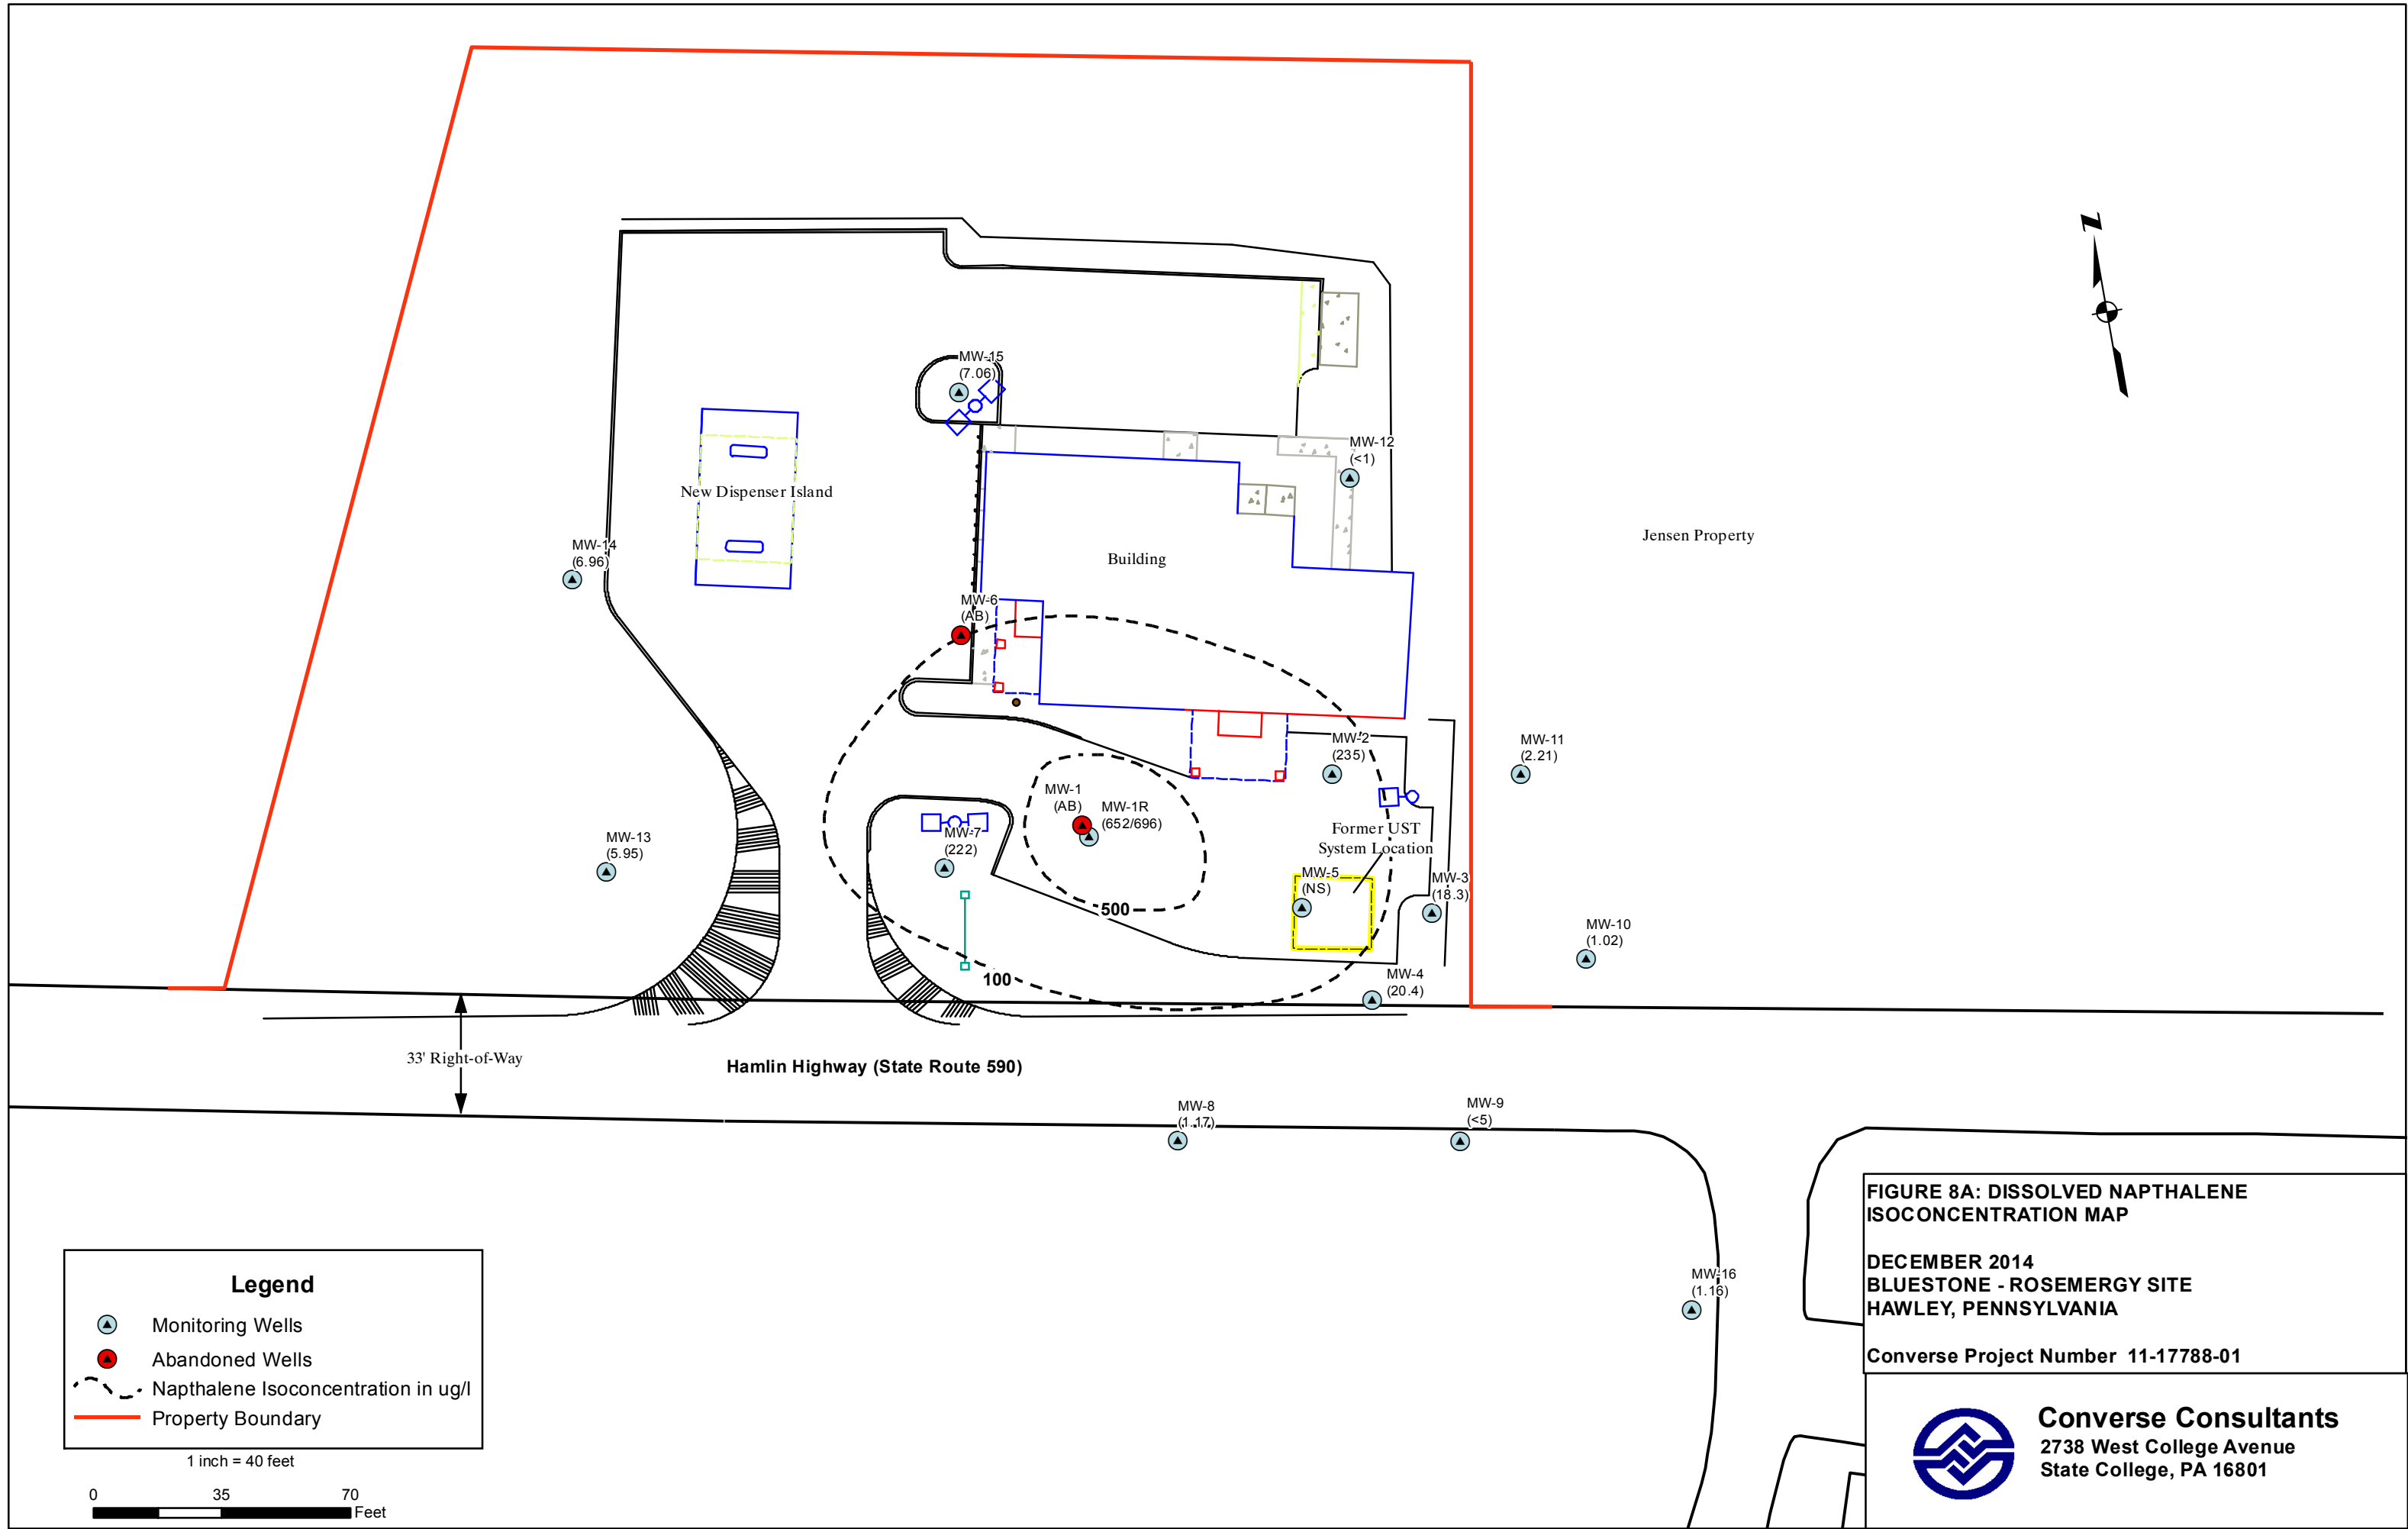 N
MW-15
(7.06)
MW-12
(<1)
New Dispenser Island
Jensen Property
MW-14
(6.96)
Building
MW-6
(AB)
MW-2
(235)
MW-11
(2.21)
MW-1
(AB)
MW-1R
(652/696)
Former UST
System Location
MW-7
(222)
MW-13
(5.95)
MW-5
(NS)
MW-3
(18.3)
500
MW-10
(1.02)
100
MW-4
(20.4)
33' Right-of-Way
Hamlin Highway (State Route 590)
MW-8
(1.17)
MW-9
(<5)
MW-16
(1.16)
FIGURE 8A: DISSOLVED NAPTHALENE
ISOCONCENTRATION MAP
DECEMBER 2014
BLUESTONE - ROSEMERGY SITE
HAWLEY, PENNSYLVANIA
Converse Project Number 11-17788-01
Converse Consultants
2738 West College Avenue
State College, PA 16801
Legend
Monitoring Wells
Abandoned Wells
Napthalene Isoconcentration in ug/l
Property Boundary
1 inch = 40 feet
0 35 70
Feet